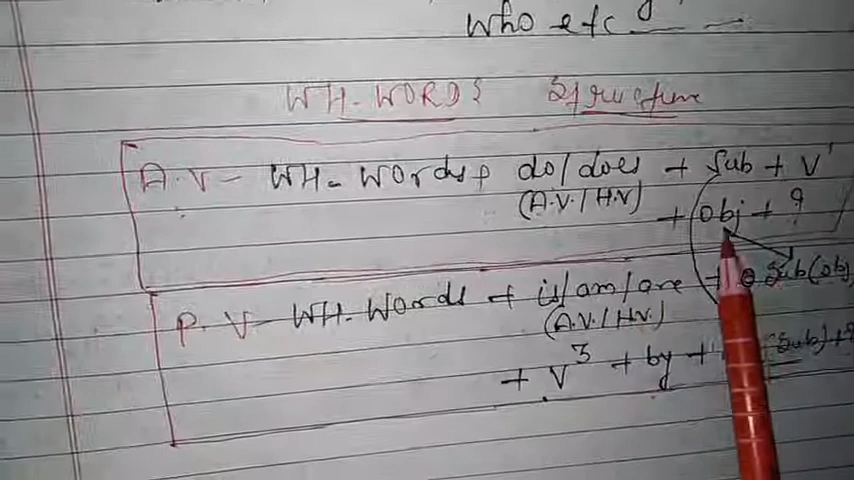 Who etc
WH-WORDS Structure
A.V - WH-Words + do/does + Sub + V¹
(A.V./H.V)
+ obj + ?
P.V - WH-Words + is/am/are + Sub(obj
(A.V./H.V.)
+ V³ + by + Sub) + ?